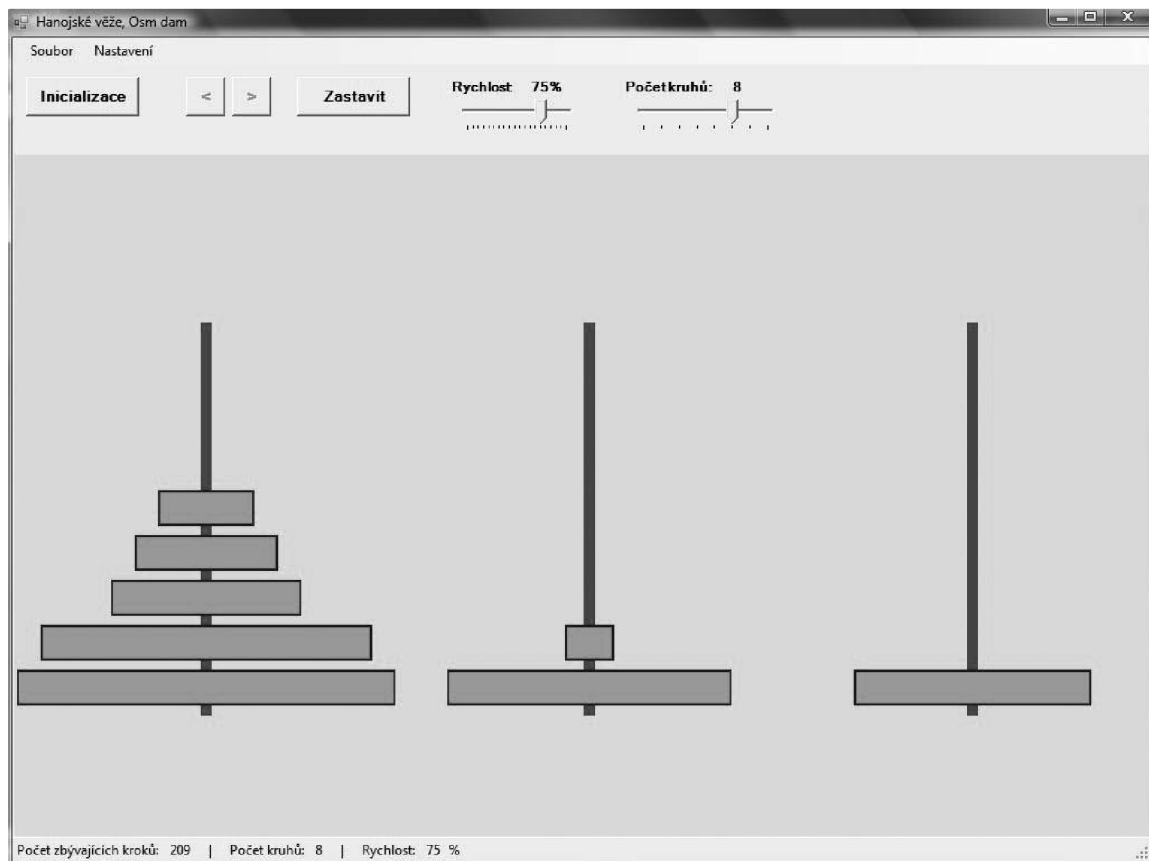 Hanojské věže, Osm dam
Soubor Nastavení
Inicializace < > Zastavit Rychlost 75% Počet kruhů: 8
Počet zbývajících kroků: 209 | Počet kruhů: 8 | Rychlost: 75 %